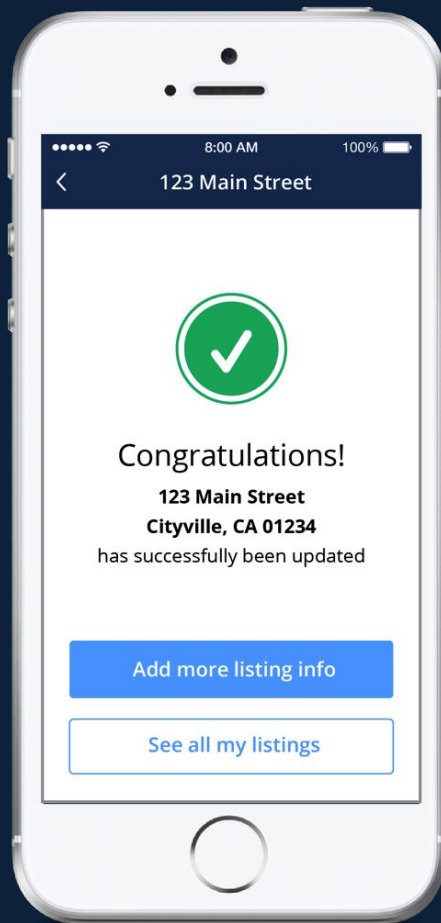 8:00 AM
100%
123 Main Street
Congratulations!
123 Main Street
Cityville, CA 01234
has successfully been updated
Add more listing info
See all my listings